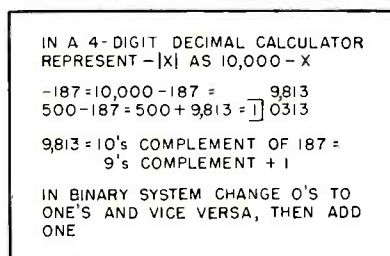 IN A 4-DIGIT DECIMAL CALCULATOR
REPRESENT -|X| AS 10,000-X
-187=10,000-187 = 9,813
500-187=500+9,813 = 1] 0313
9,813=10's COMPLEMENT OF 187=
9's COMPLEMENT + 1
IN BINARY SYSTEM CHANGE 0'S TO
ONE'S AND VICE VERSA, THEN ADD
ONE